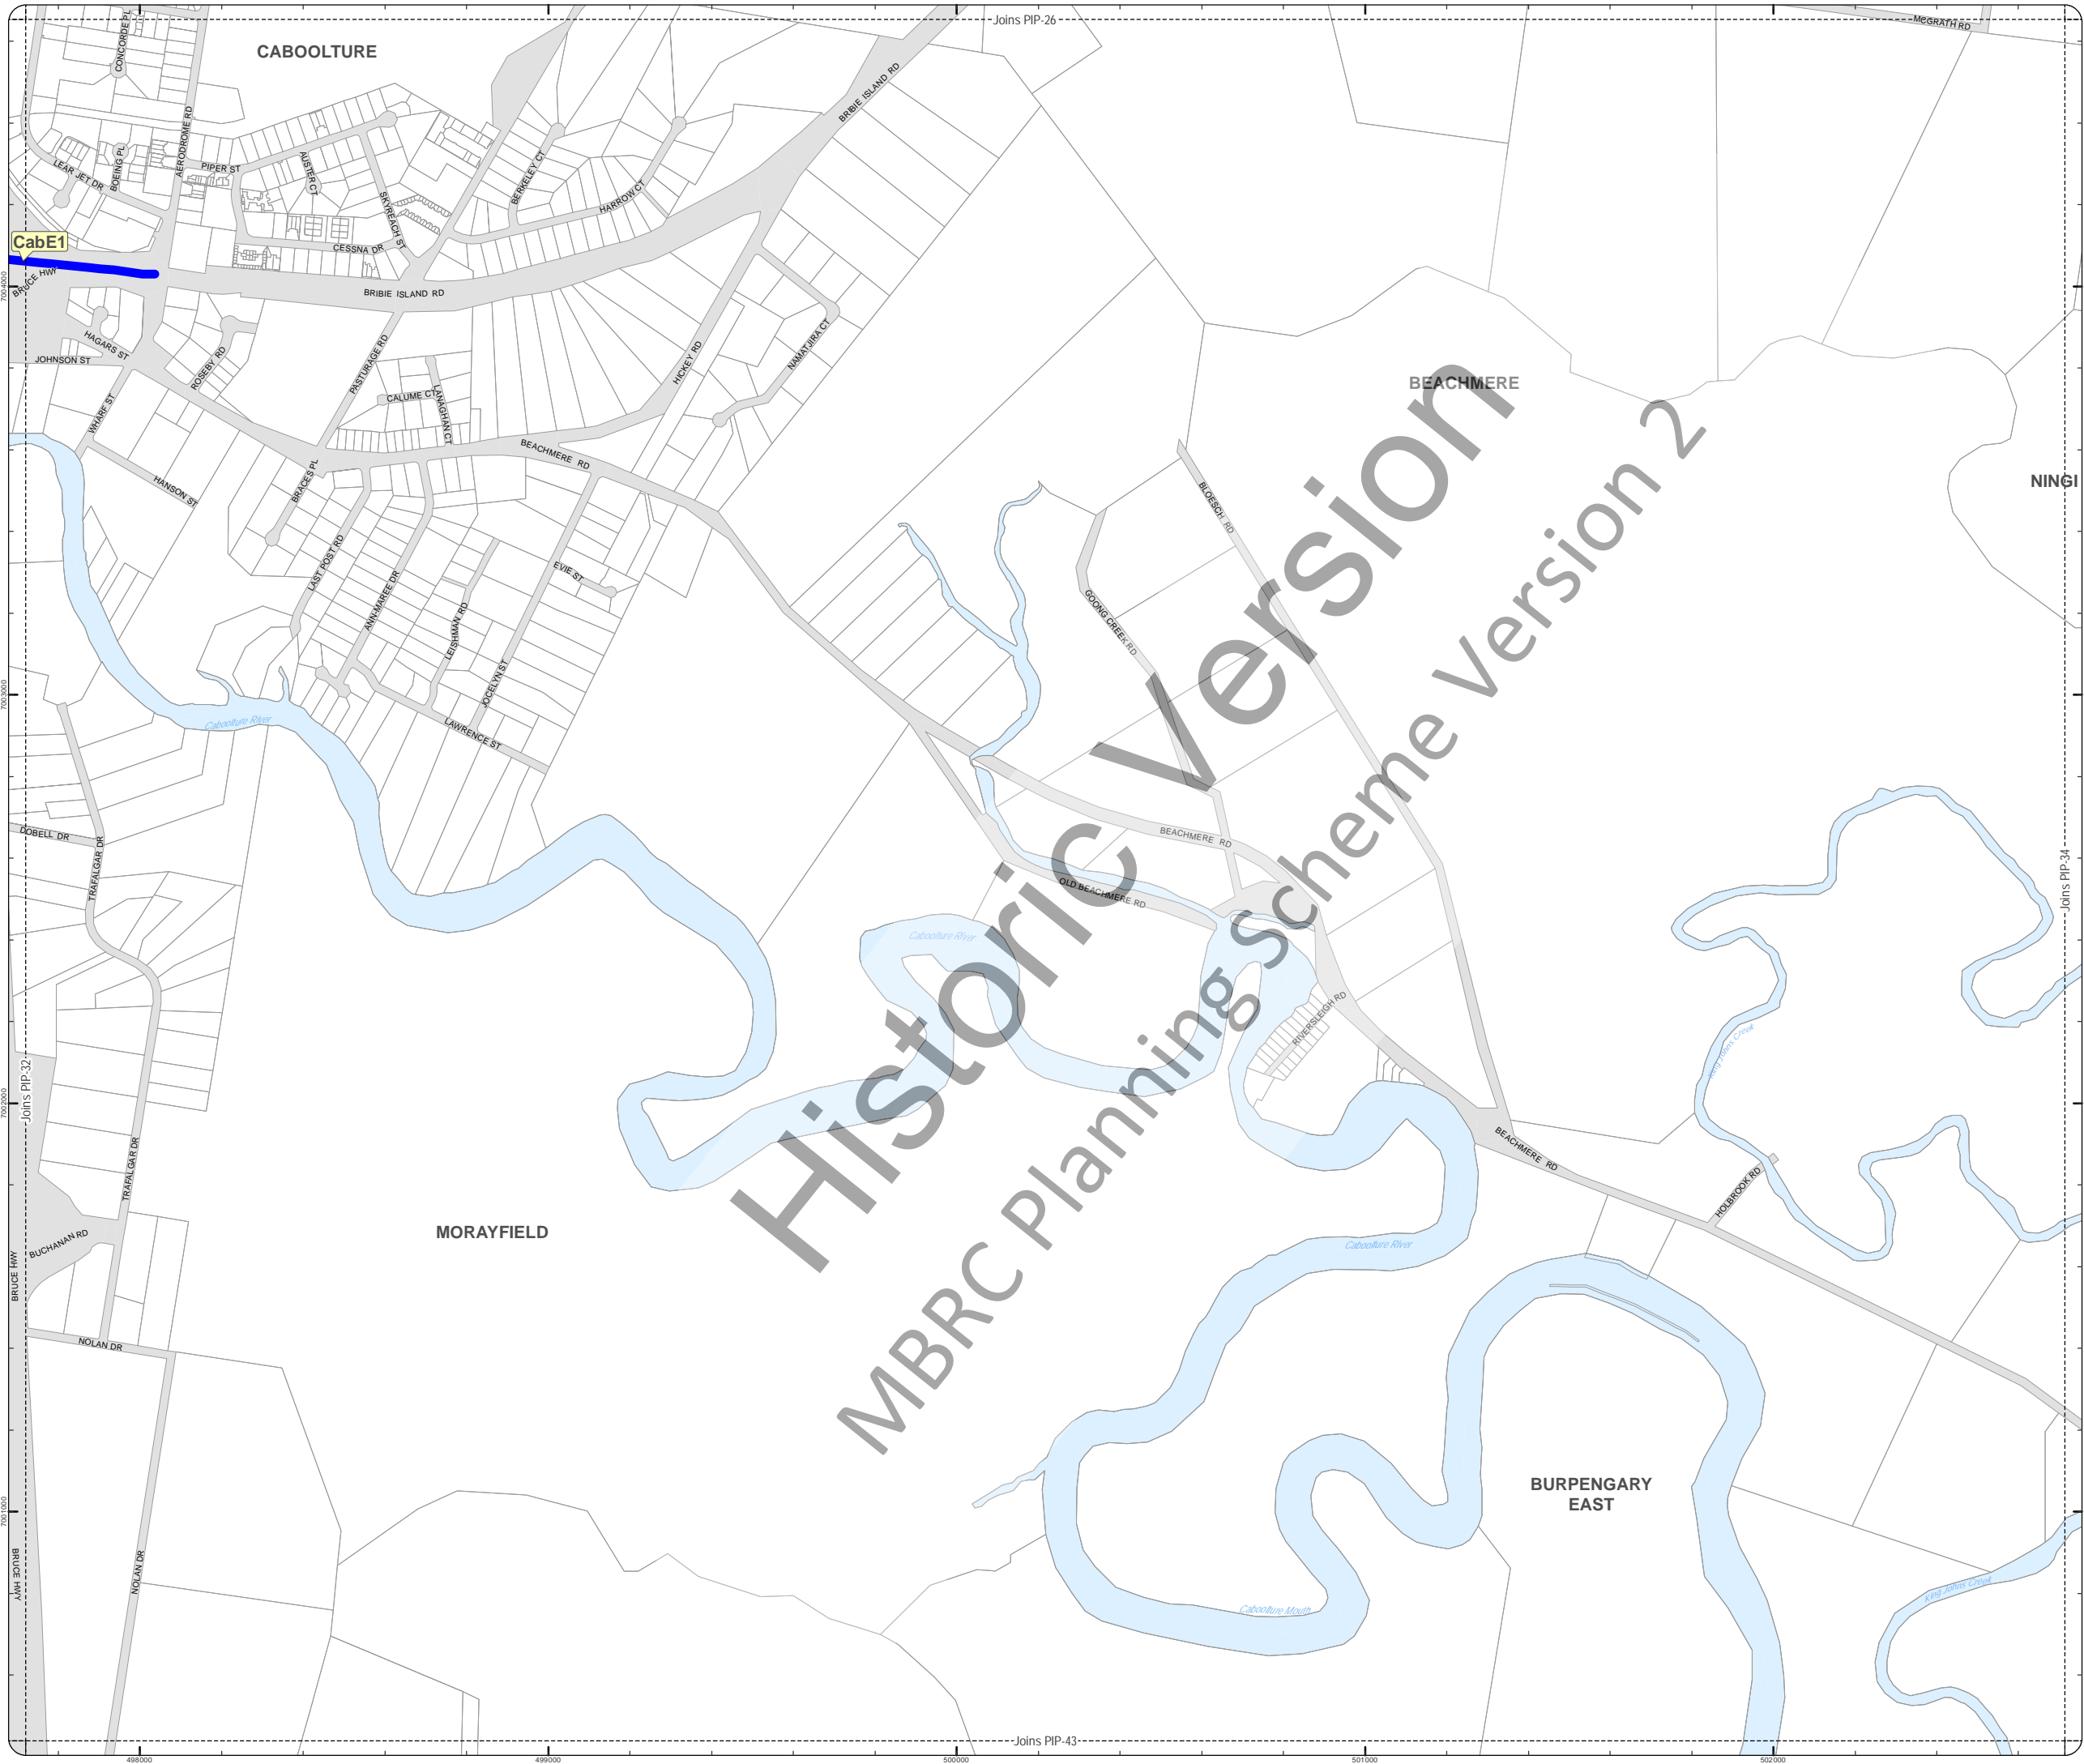 Joins PIP-26
MCGRATH RD
CONCORDE PL
CABOOLTURE
BRIBIE ISLAND RD
AERODROME RD
LEAR JET DR
BOEING PL
PIPER ST
AUSTER CT
SKYREACH ST
BERKELEY CT
HARROW CT
CabE1
CESSNA DR
BRUCE HWY
BRIBIE ISLAND RD
7004000
HAGARS ST
JOHNSON ST
ROSEBY RD
PASTURAGE RD
HICKEY RD
NAMATJIRA CT
CALUME CT
LANAGHAN CT
WHARF ST
BEACHMERE
BEACHMERE RD
BRACES PL
HANSON ST
BLOESCH RD
NINGI
LAST POST RD
ANN-MAREE DR
EVIE ST
LEISHMAN RD
GOONG CREEK RD
JOCELYN ST
7003000
Caboolture River
LAWRENCE ST
DOBELL DR
TRAFALGAR DR
BEACHMERE RD
OLD BEACHMERE RD
Joins PIP-34
Caboolture River
RIVERSLEIGH RD
King Johns Creek
Joins PIP-32
7002000
TRAFALGAR DR
BEACHMERE RD
HOLBROOK RD
Historic Version
MBRC Planning Scheme Version 2
MORAYFIELD
BUCHANAN RD
Caboolture River
BRUCE HWY
NOLAN DR
BURPENGARY
EAST
7001000
BRUCE HWY
NOLAN DR
King Johns Creek
Caboolture Mouth
Joins PIP-43
498000
499000
500000
501000
502000